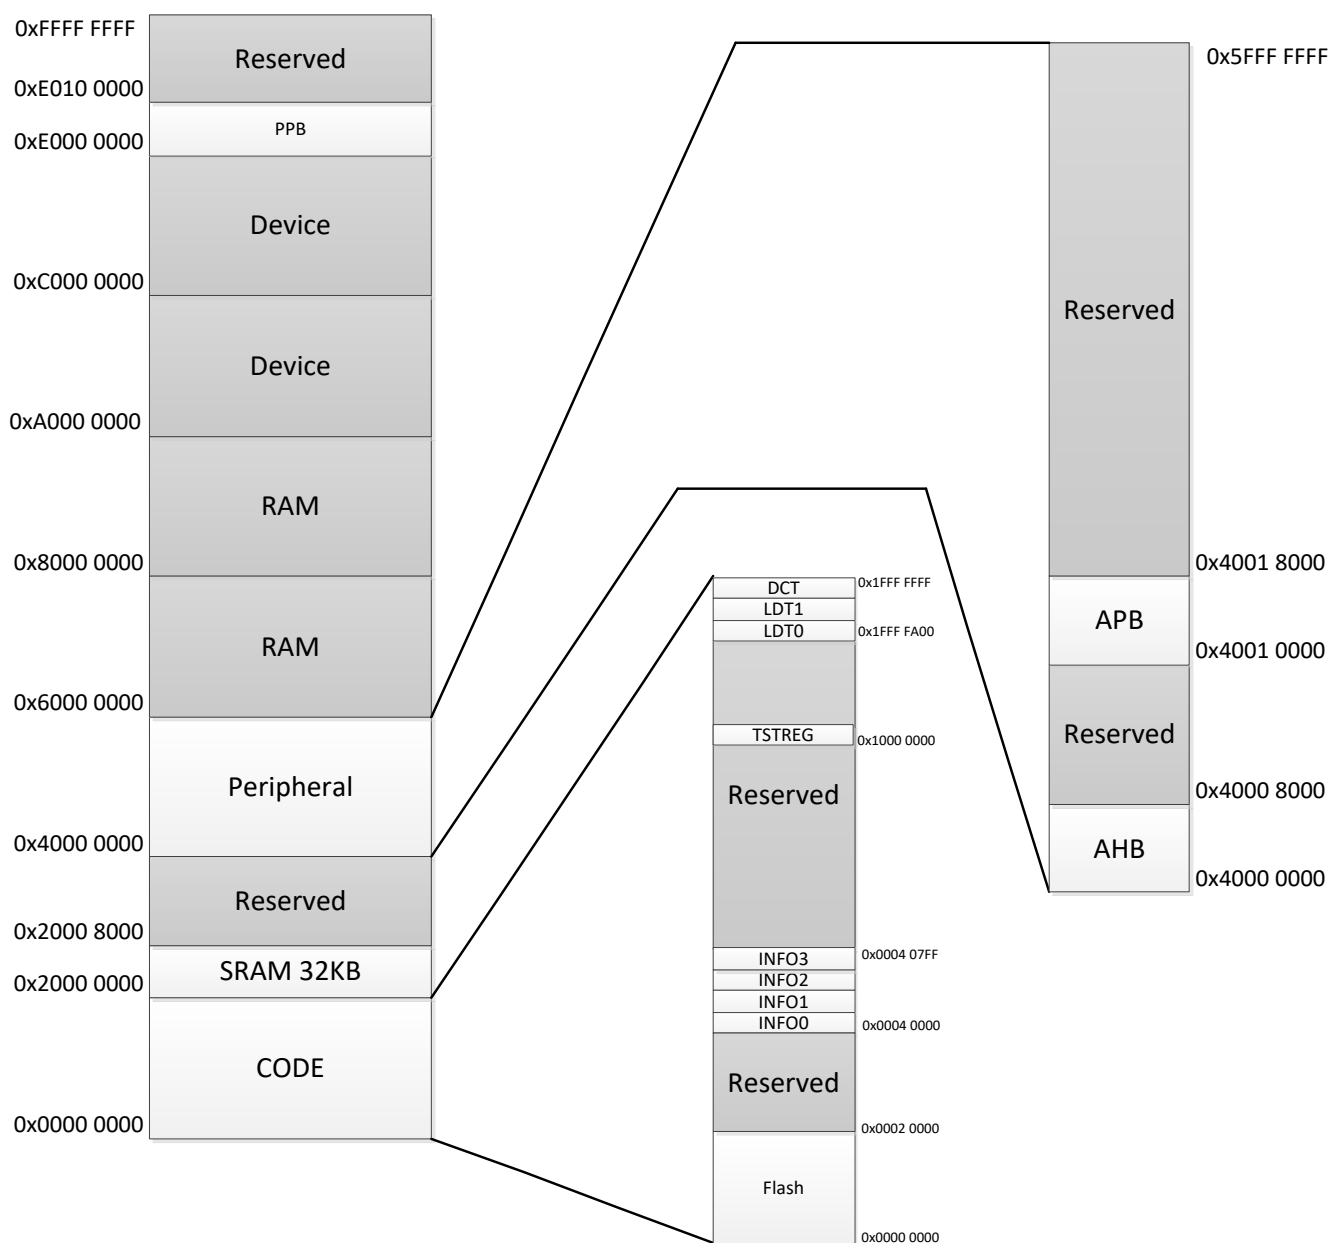 0xFFFF FFFF
Reserved
0xE010 0000
PPB
0xE000 0000
Device
0xC000 0000
Device
0xA000 0000
RAM
0x8000 0000
RAM
0x6000 0000
Peripheral
0x4000 0000
Reserved
0x2000 8000
SRAM 32KB
0x2000 0000
CODE
0x0000 0000
DCT
0x1FFF FFFF
LDT1
LDT0
0x1FFF FA00
TSTREG
0x1000 0000
Reserved
INFO3
0x0004 07FF
INFO2
INFO1
INFO0
0x0004 0000
Reserved
0x0002 0000
Flash
0x0000 0000
0x5FFF FFFF
Reserved
0x4001 8000
APB
0x4001 0000
Reserved
0x4000 8000
AHB
0x4000 0000